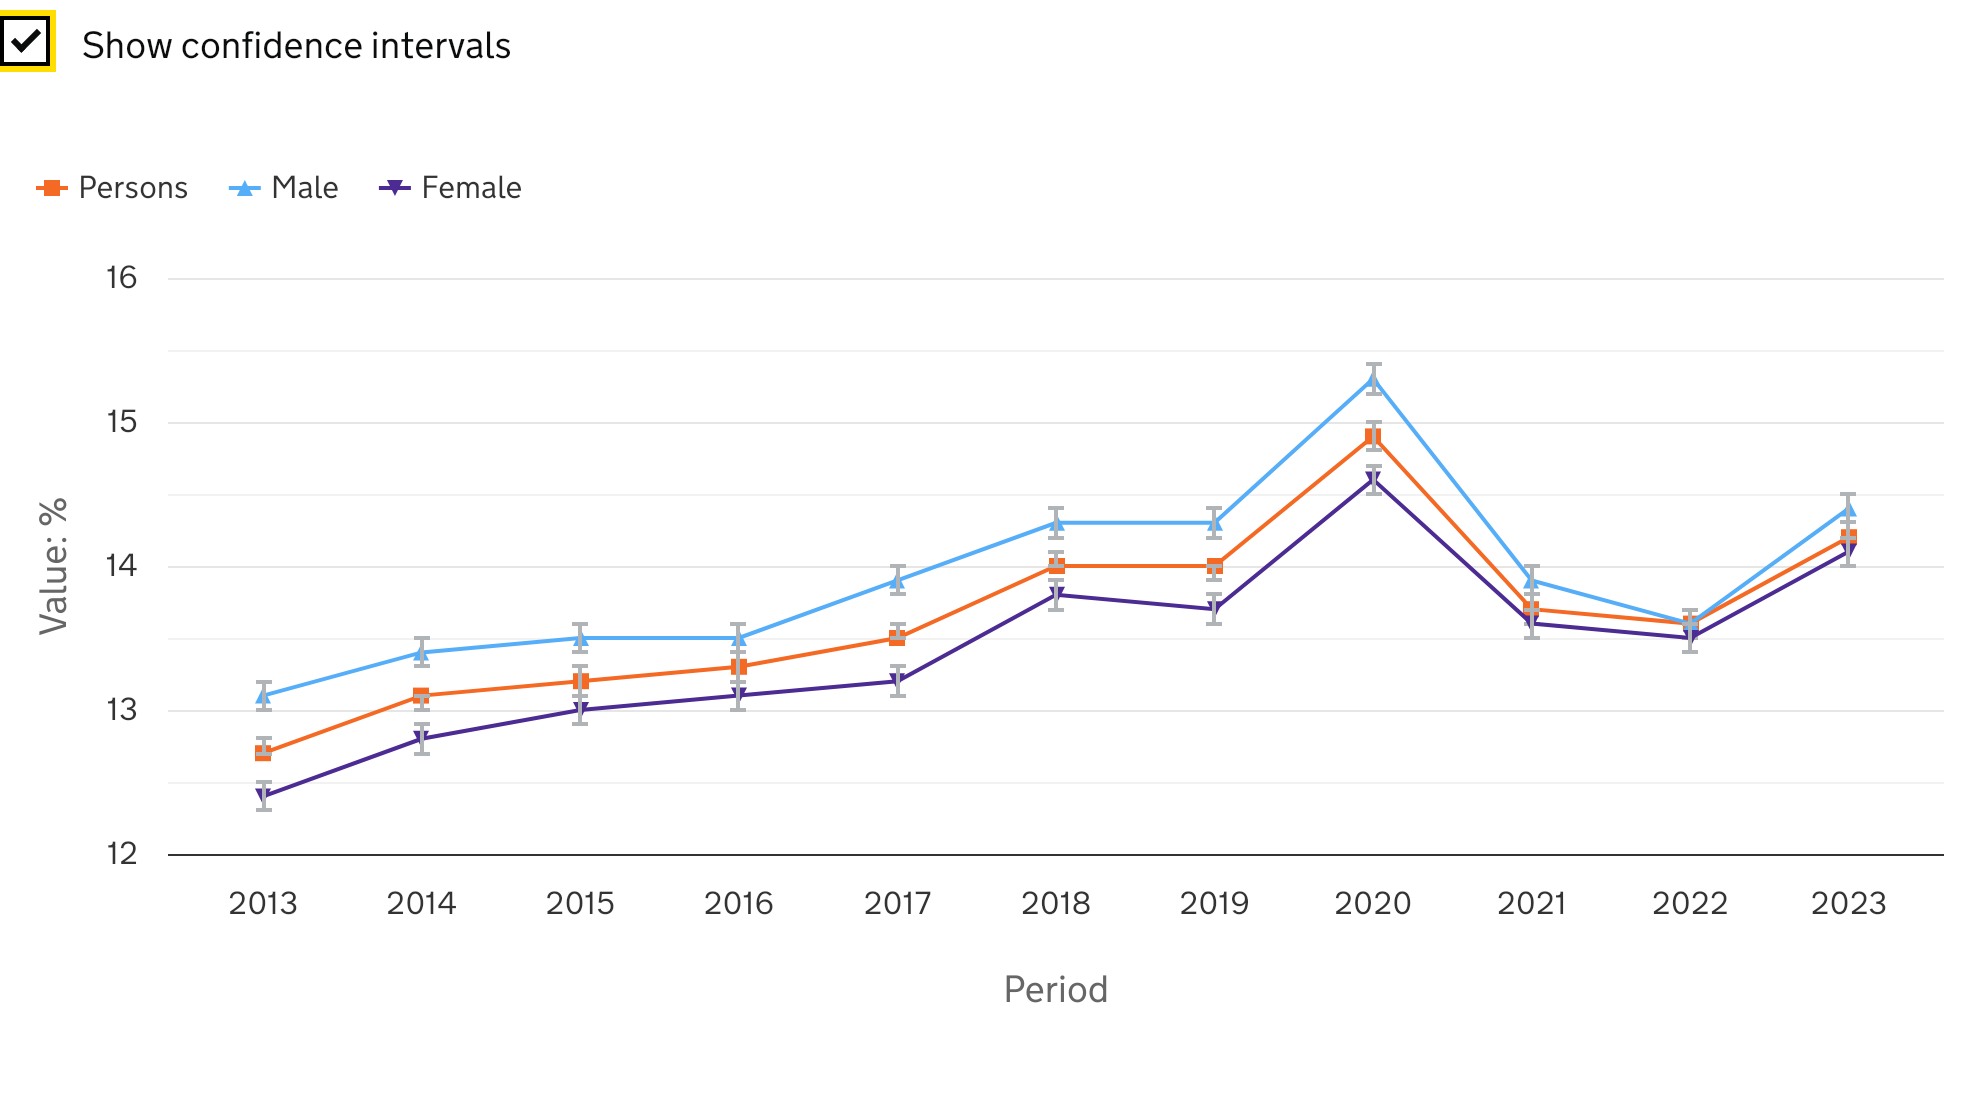 Show confidence intervals
Persons Male Female
16
15
14
13
12
Value: %
2013 2014 2015 2016 2017 2018 2019 2020 2021 2022 2023
Period